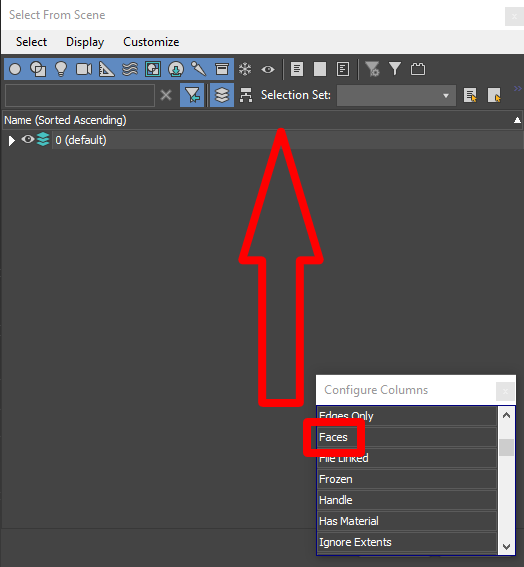 Select From Scene
Select Display Customize
Selection Set:
Name (Sorted Ascending)
0 (default)
Configure Columns
Edges Only
Faces
File Linked
Frozen
Handle
Has Material
Ignore Extents